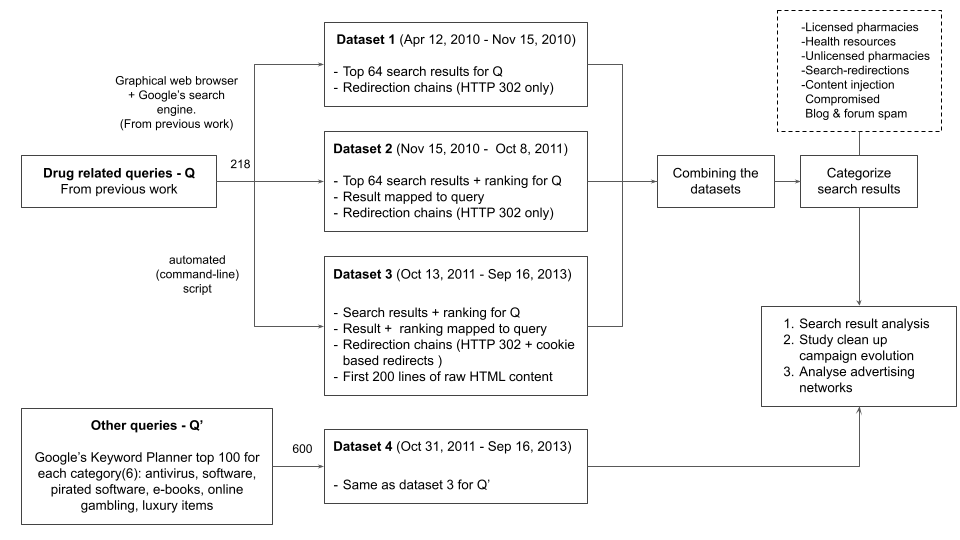 Dataset 1 (Apr 12, 2010 - Nov 15, 2010)
- Top 64 search results for Q
- Redirection chains (HTTP 302 only)
-Licensed pharmacies
-Health resources
-Unlicensed pharmacies
-Search-redirections
-Content injection
Compromised
Blog & forum spam
Graphical web browser
+ Google's search
engine.
(From previous work)
Drug related queries - Q
From previous work
218
Dataset 2 (Nov 15, 2010 - Oct 8, 2011)
- Top 64 search results + ranking for Q
- Result mapped to query
- Redirection chains (HTTP 302 only)
Combining the
datasets
Categorize
search results
automated
(command-line)
script
Dataset 3 (Oct 13, 2011 - Sep 16, 2013)
- Search results + ranking for Q
- Result + ranking mapped to query
- Redirection chains (HTTP 302 + cookie
based redirects )
- First 200 lines of raw HTML content
1. Search result analysis
2. Study clean up
campaign evolution
3. Analyse advertising
networks
Other queries - Q'
Google's Keyword Planner top 100 for
each category(6): antivirus, software,
pirated software, e-books, online
gambling, luxury items
600
Dataset 4 (Oct 31, 2011 - Sep 16, 2013)
- Same as dataset 3 for Q'